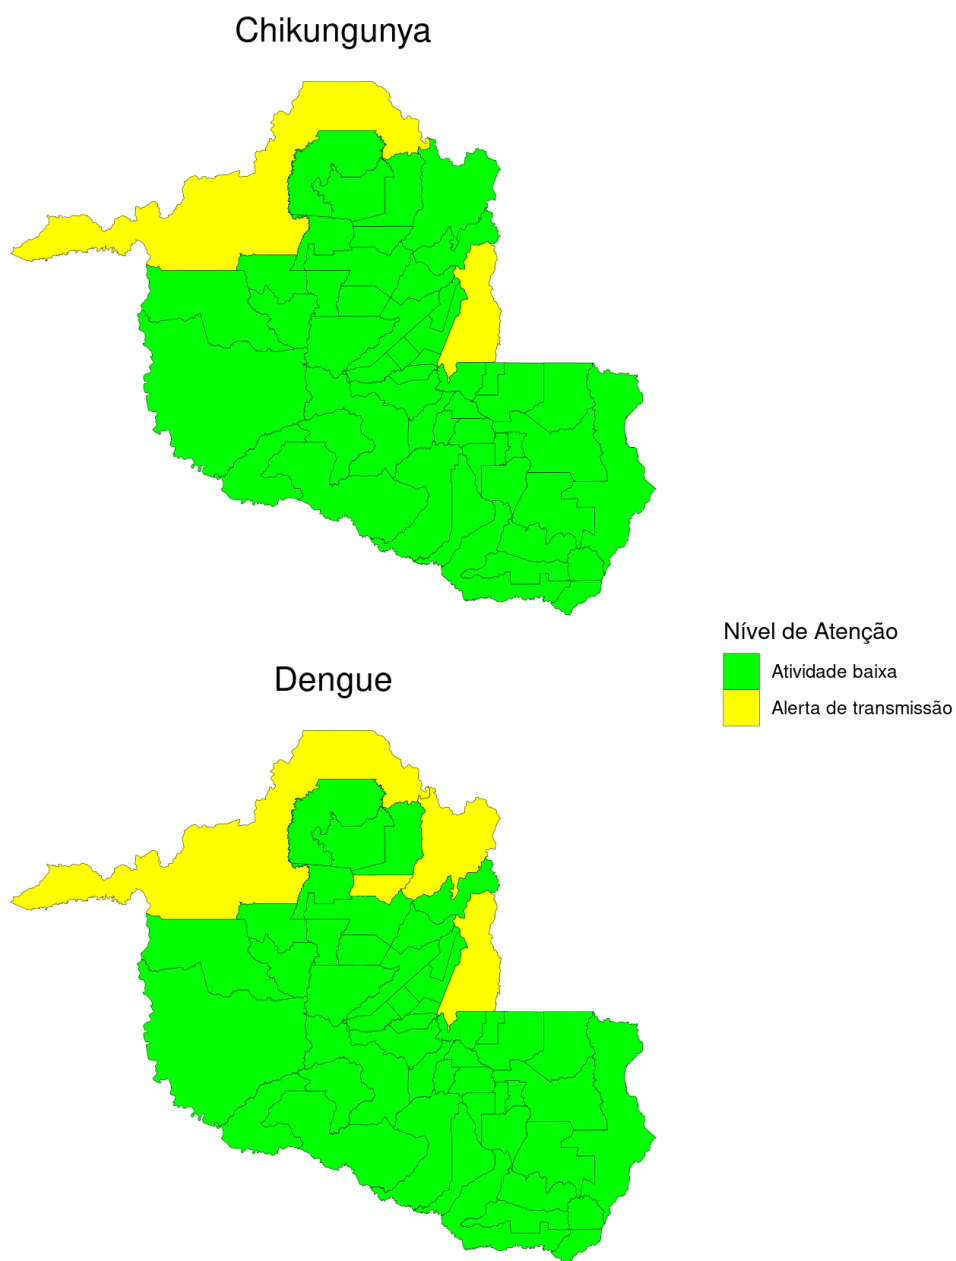 Chikungunya
Nível de Atenção
Atividade baixa
Alerta de transmissão
Dengue